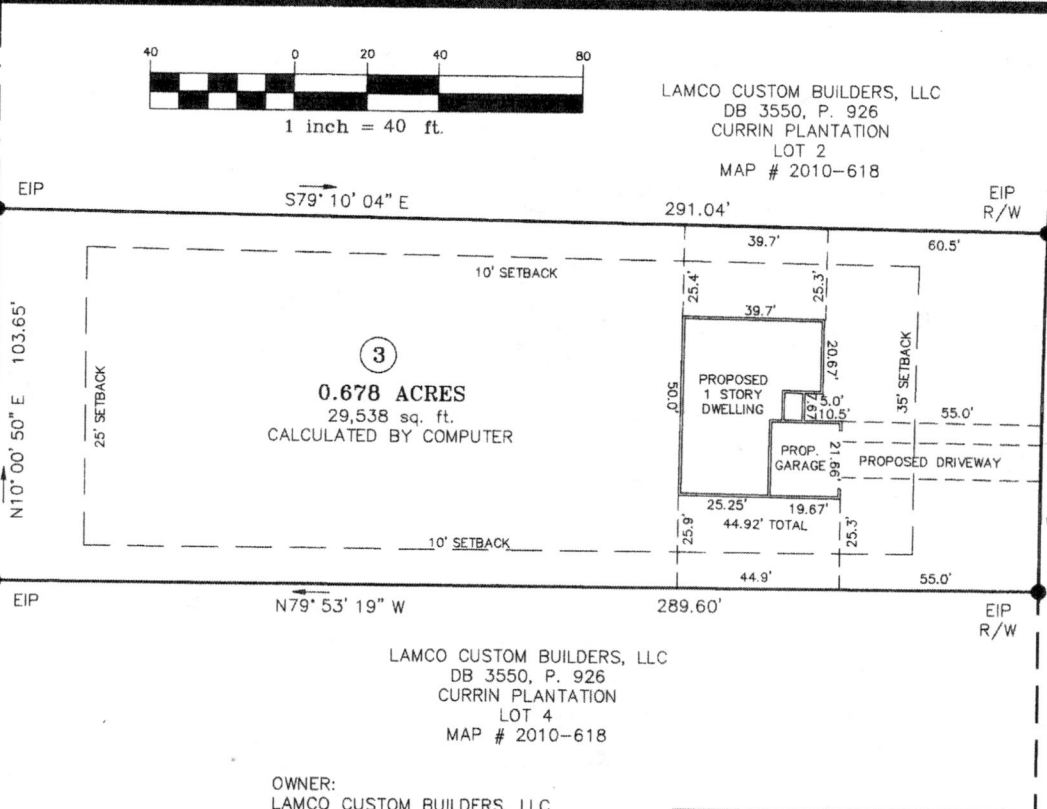 40 0 20 40 80
1 inch = 40 ft.
LAMCO CUSTOM BUILDERS, LLC
DB 3550, P. 926
CURRIN PLANTATION
LOT 2
MAP # 2010-618
EIP
S79° 10' 04" E
291.04'
EIP
R/W
39.7'
60.5'
10' SETBACK
25.4'
25.3'
39.7'
N10° 00' 50" E 103.65'
25' SETBACK
3
0.678 ACRES
29,538 sq. ft.
CALCULATED BY COMPUTER
50.0'
PROPOSED
1 STORY
DWELLING
20.67'
7.67'
5.0'
10.5'
35' SETBACK
55.0'
PROP.
GARAGE
21.66'
PROPOSED DRIVEWAY
25.25'
19.67'
44.92' TOTAL
25.9'
25.3'
10' SETBACK
44.9'
55.0'
EIP
N79° 53' 19" W
289.60'
EIP
R/W
LAMCO CUSTOM BUILDERS, LLC
DB 3550, P. 926
CURRIN PLANTATION
LOT 4
MAP # 2010-618
OWNER:
LAMCO CUSTOM BUILDERS, LLC